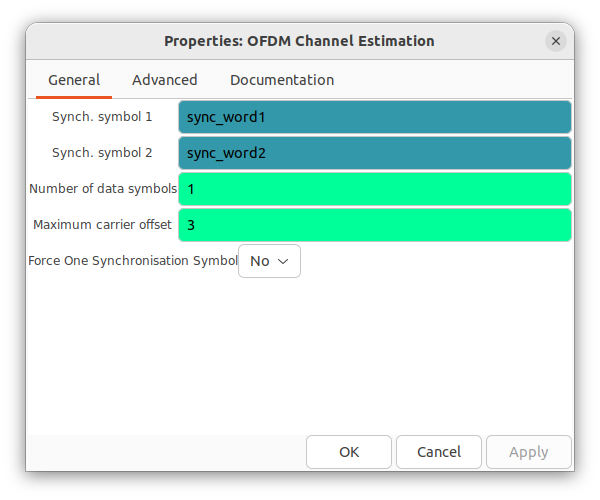 Properties: OFDM Channel Estimation
General Advanced Documentation
Synch. symbol 1 sync_word1
Synch. symbol 2 sync_word2
Number of data symbols 1
Maximum carrier offset 3
Force One Synchronisation Symbol No
OK Cancel Apply